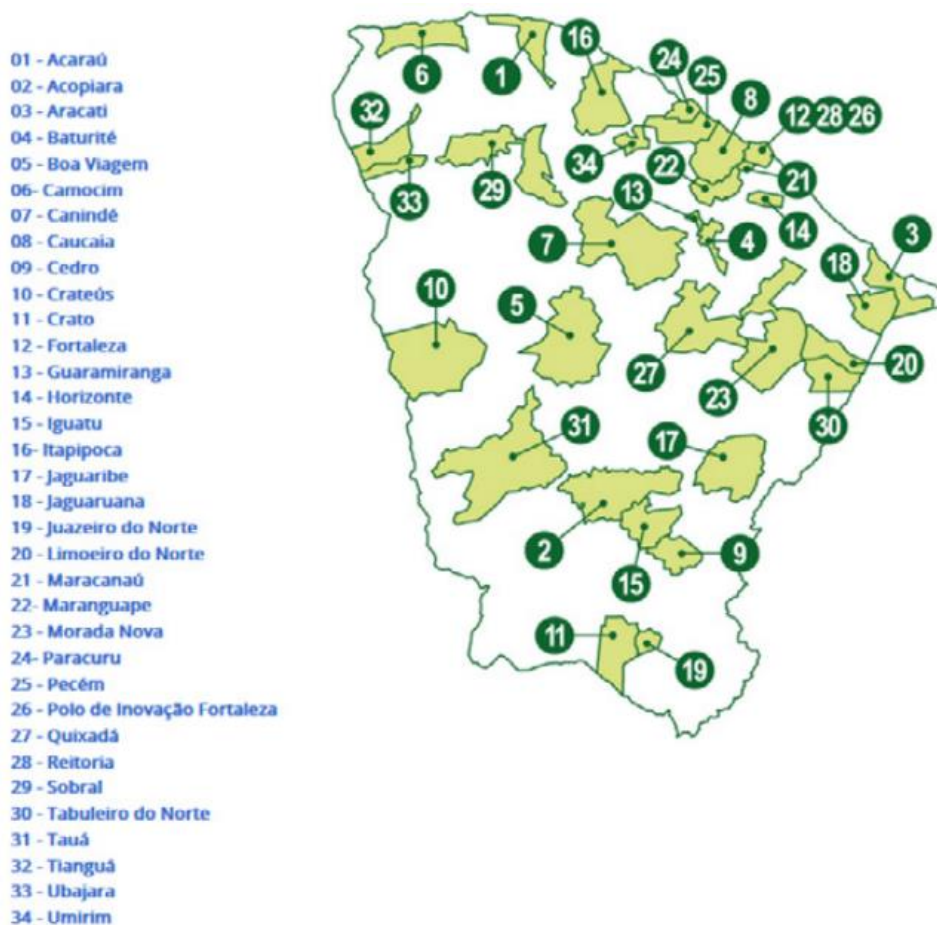 01 - Acaraú
02 - Acopiara
03 - Aracati
04 - Baturité
05 - Boa Viagem
06- Camocim
07 - Canindé
08 - Caucaia
09 - Cedro
10 - Crateús
11 - Crato
12 - Fortaleza
13 - Guaramiranga
14 - Horizonte
15 - Iguatu
16- Itapipoca
17 - Jaguaribe
18 - Jaguaruana
19 - Juazeiro do Norte
20 - Limoeiro do Norte
21 - Maracanaú
22- Maranguape
23 - Morada Nova
24- Paracuru
25 - Pecém
26 - Polo de Inovação Fortaleza
27 - Quixadá
28 - Reitoria
29 - Sobral
30 - Tabuleiro do Norte
31 - Tauá
32 - Tianguá
33 - Ubajara
34 - Umirim
16
24
25
6
1
8
32
12 28 26
34
22
21
33
29
13
7
4
14
3
18
10
5
27
20
23
30
31
17
2
15
9
11
19